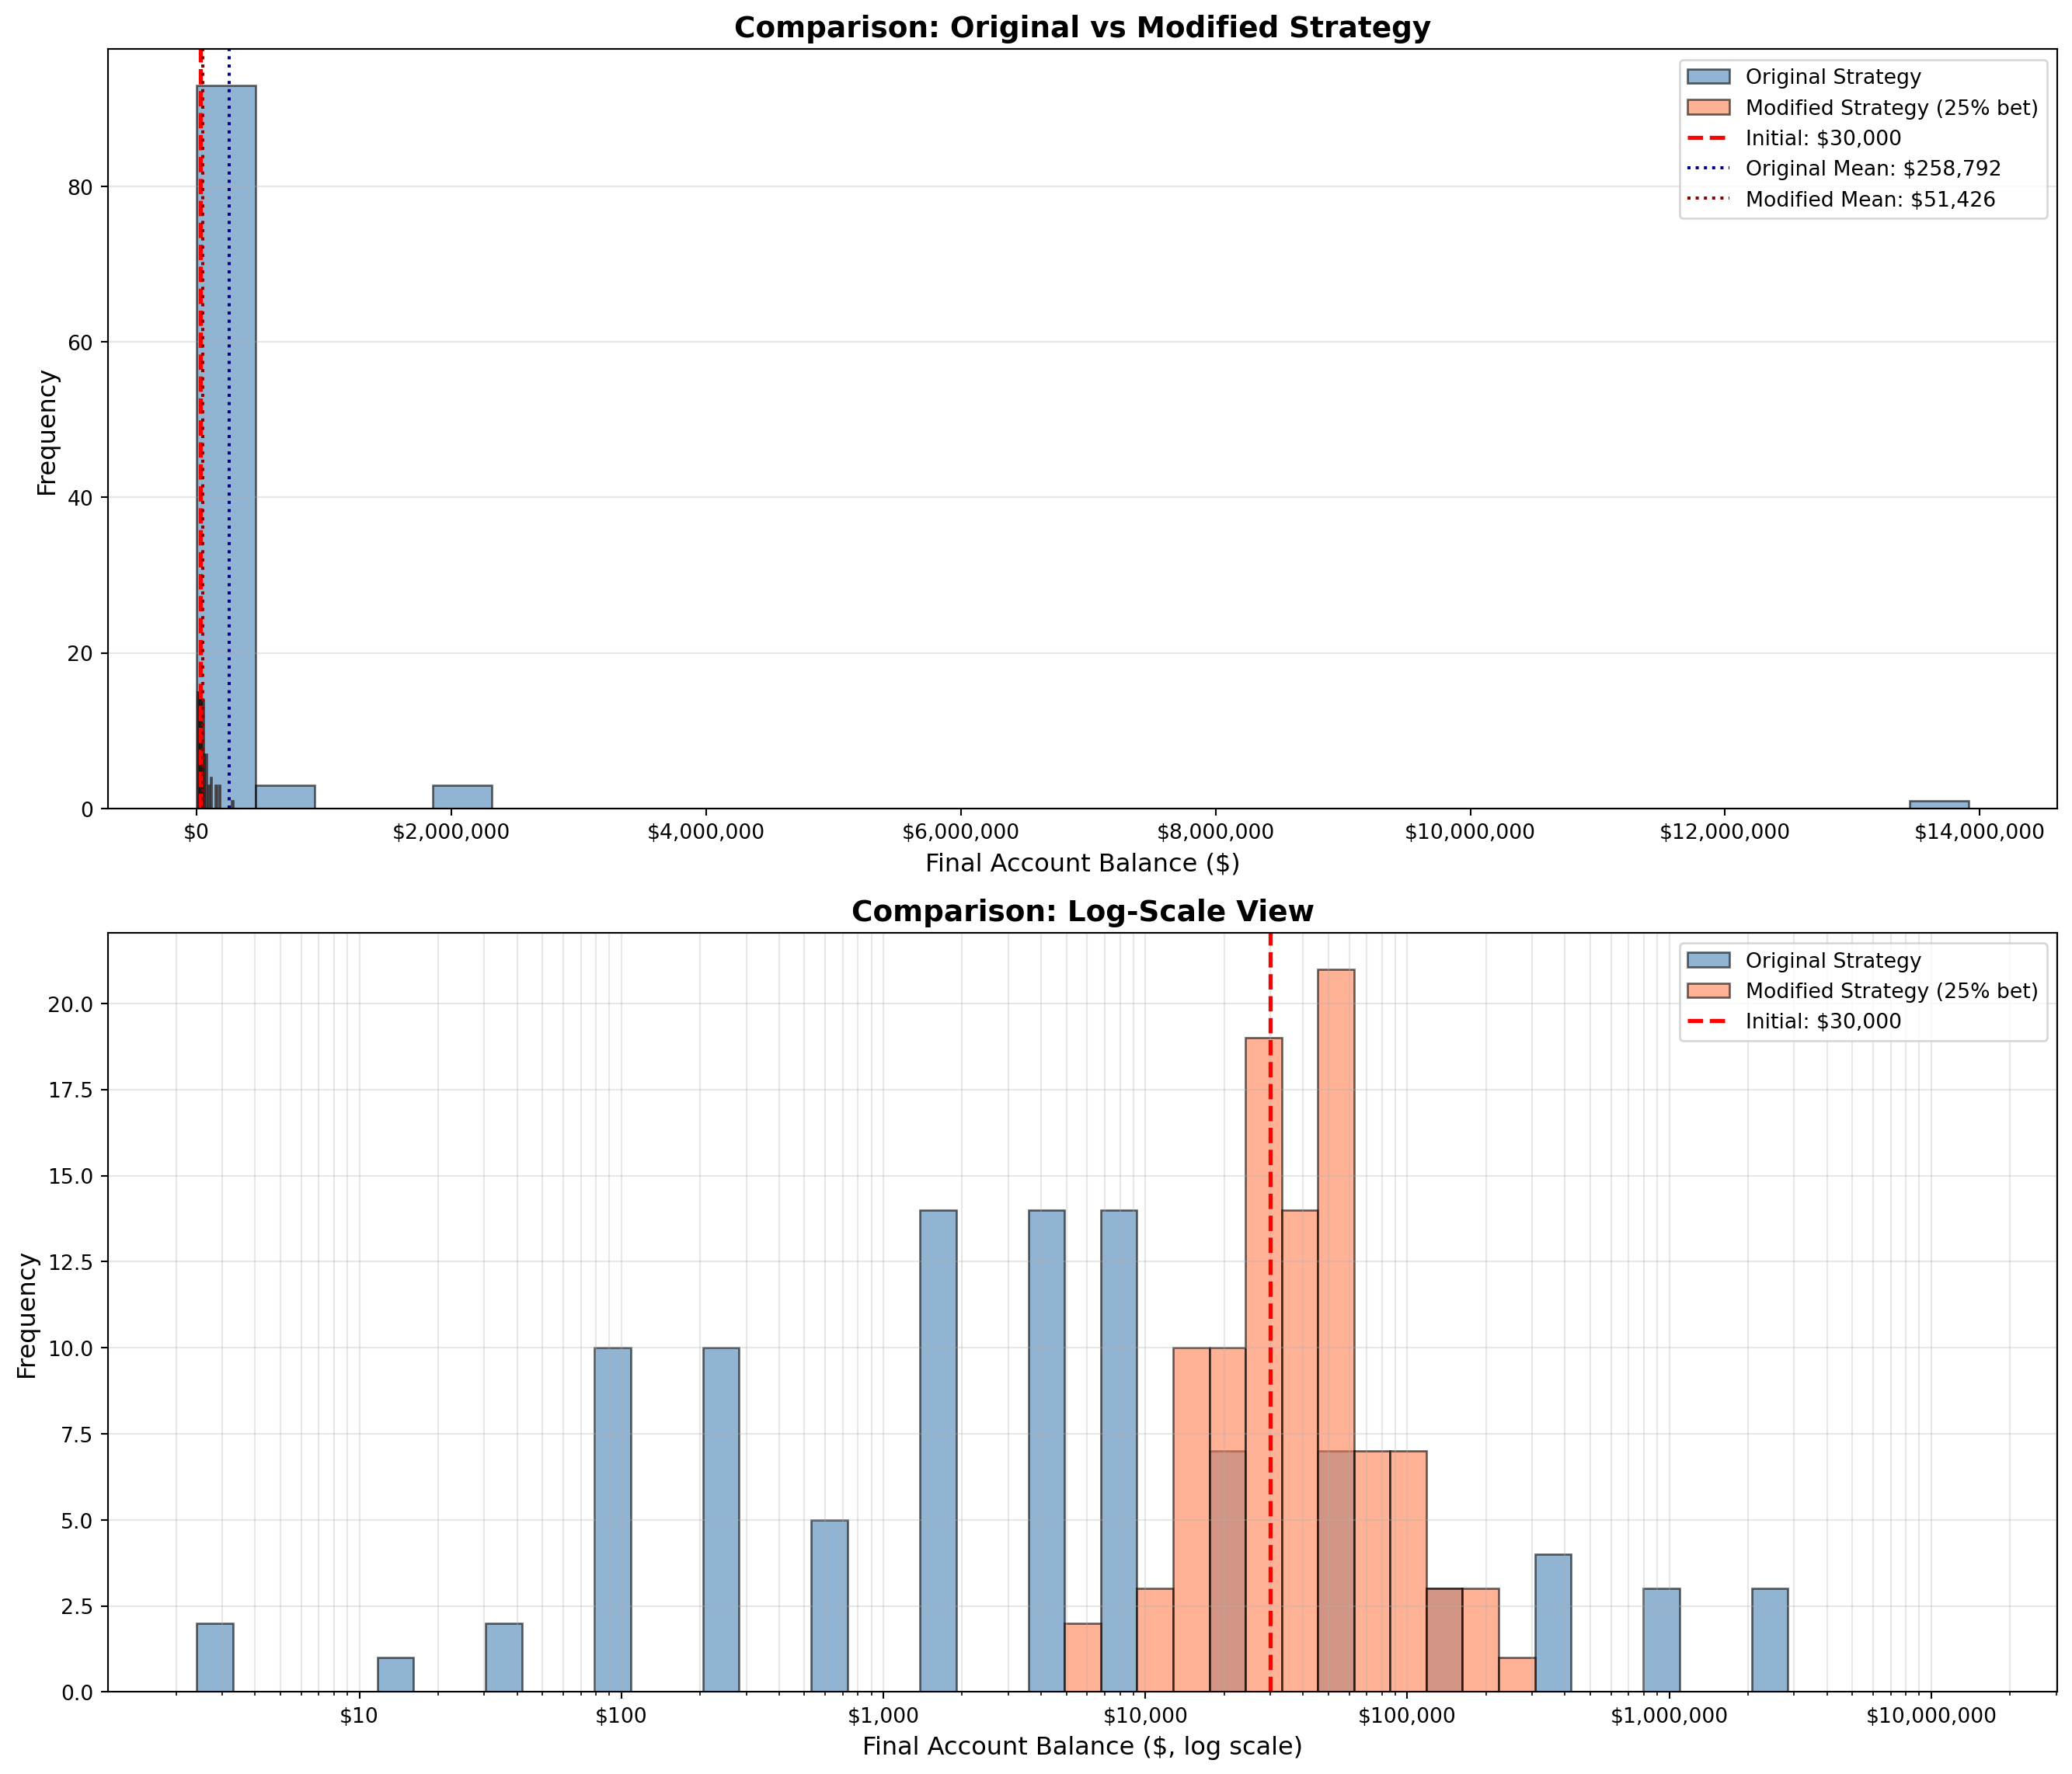 Comparison: Original vs Modified Strategy
Original Strategy
Modified Strategy (25% bet)
Initial: $30,000
Original Mean: $258,792
Modified Mean: $51,426
Frequency
80
60
40
20
0
$0 $2,000,000 $4,000,000 $6,000,000 $8,000,000 $10,000,000 $12,000,000 $14,000,000
Final Account Balance ($)
Comparison: Log-Scale View
Original Strategy
Modified Strategy (25% bet)
Initial: $30,000
Frequency
20.0
17.5
15.0
12.5
10.0
7.5
5.0
2.5
0.0
$10 $100 $1,000 $10,000 $100,000 $1,000,000 $10,000,000
Final Account Balance ($, log scale)